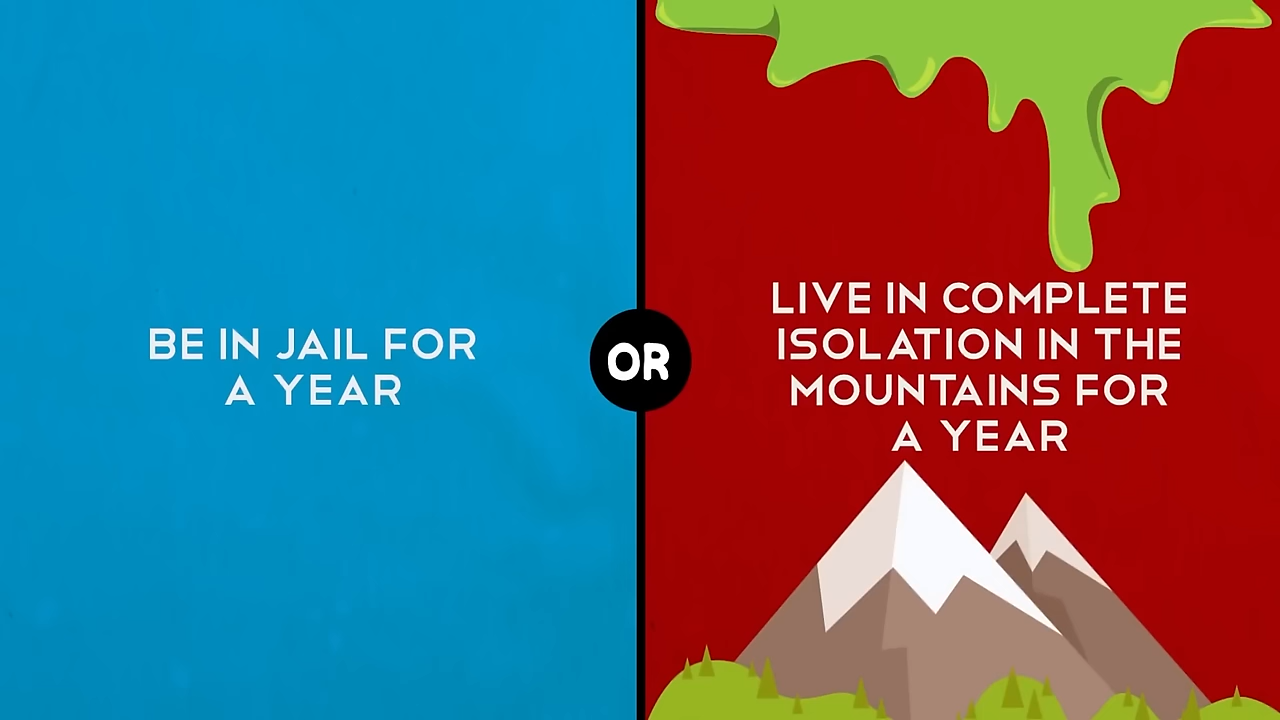 BE IN JAIL FOR
A YEAR
OR
LIVE IN COMPLETE
ISOLATION IN THE
MOUNTAINS FOR
A YEAR